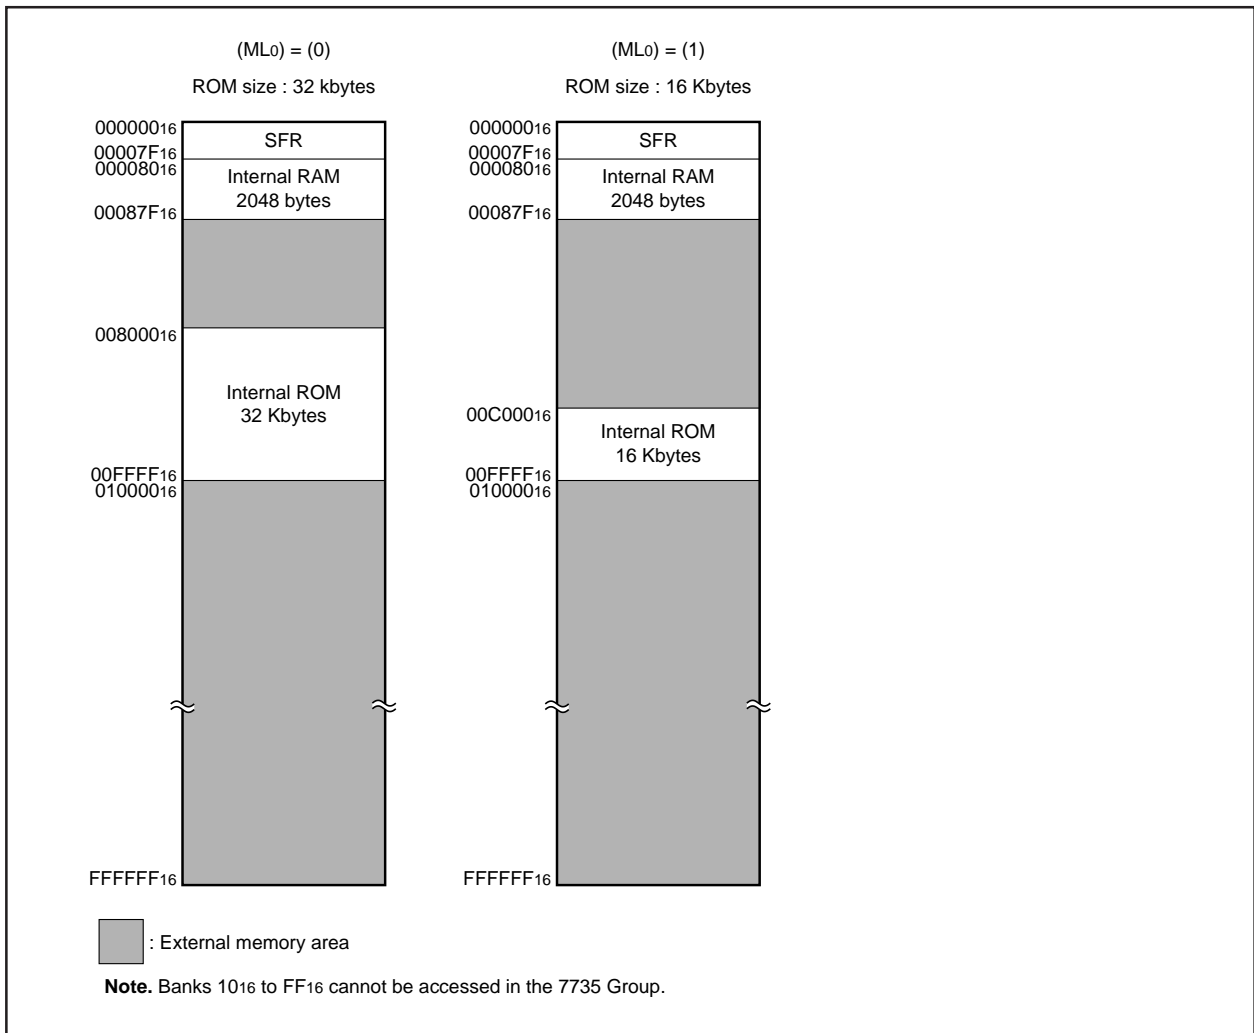 (ML0) = (0)
ROM size : 32 kbytes
00000016
00007F16
00008016
00087F16
00800016
00FFFF16
01000016
FFFFFF16
SFR
Internal RAM
2048 bytes
Internal ROM
32 Kbytes
(ML0) = (1)
ROM size : 16 Kbytes
00000016
00007F16
00008016
00087F16
00C00016
00FFFF16
01000016
FFFFFF16
SFR
Internal RAM
2048 bytes
Internal ROM
16 Kbytes
: External memory area
Note. Banks 1016 to FF16 cannot be accessed in the 7735 Group.